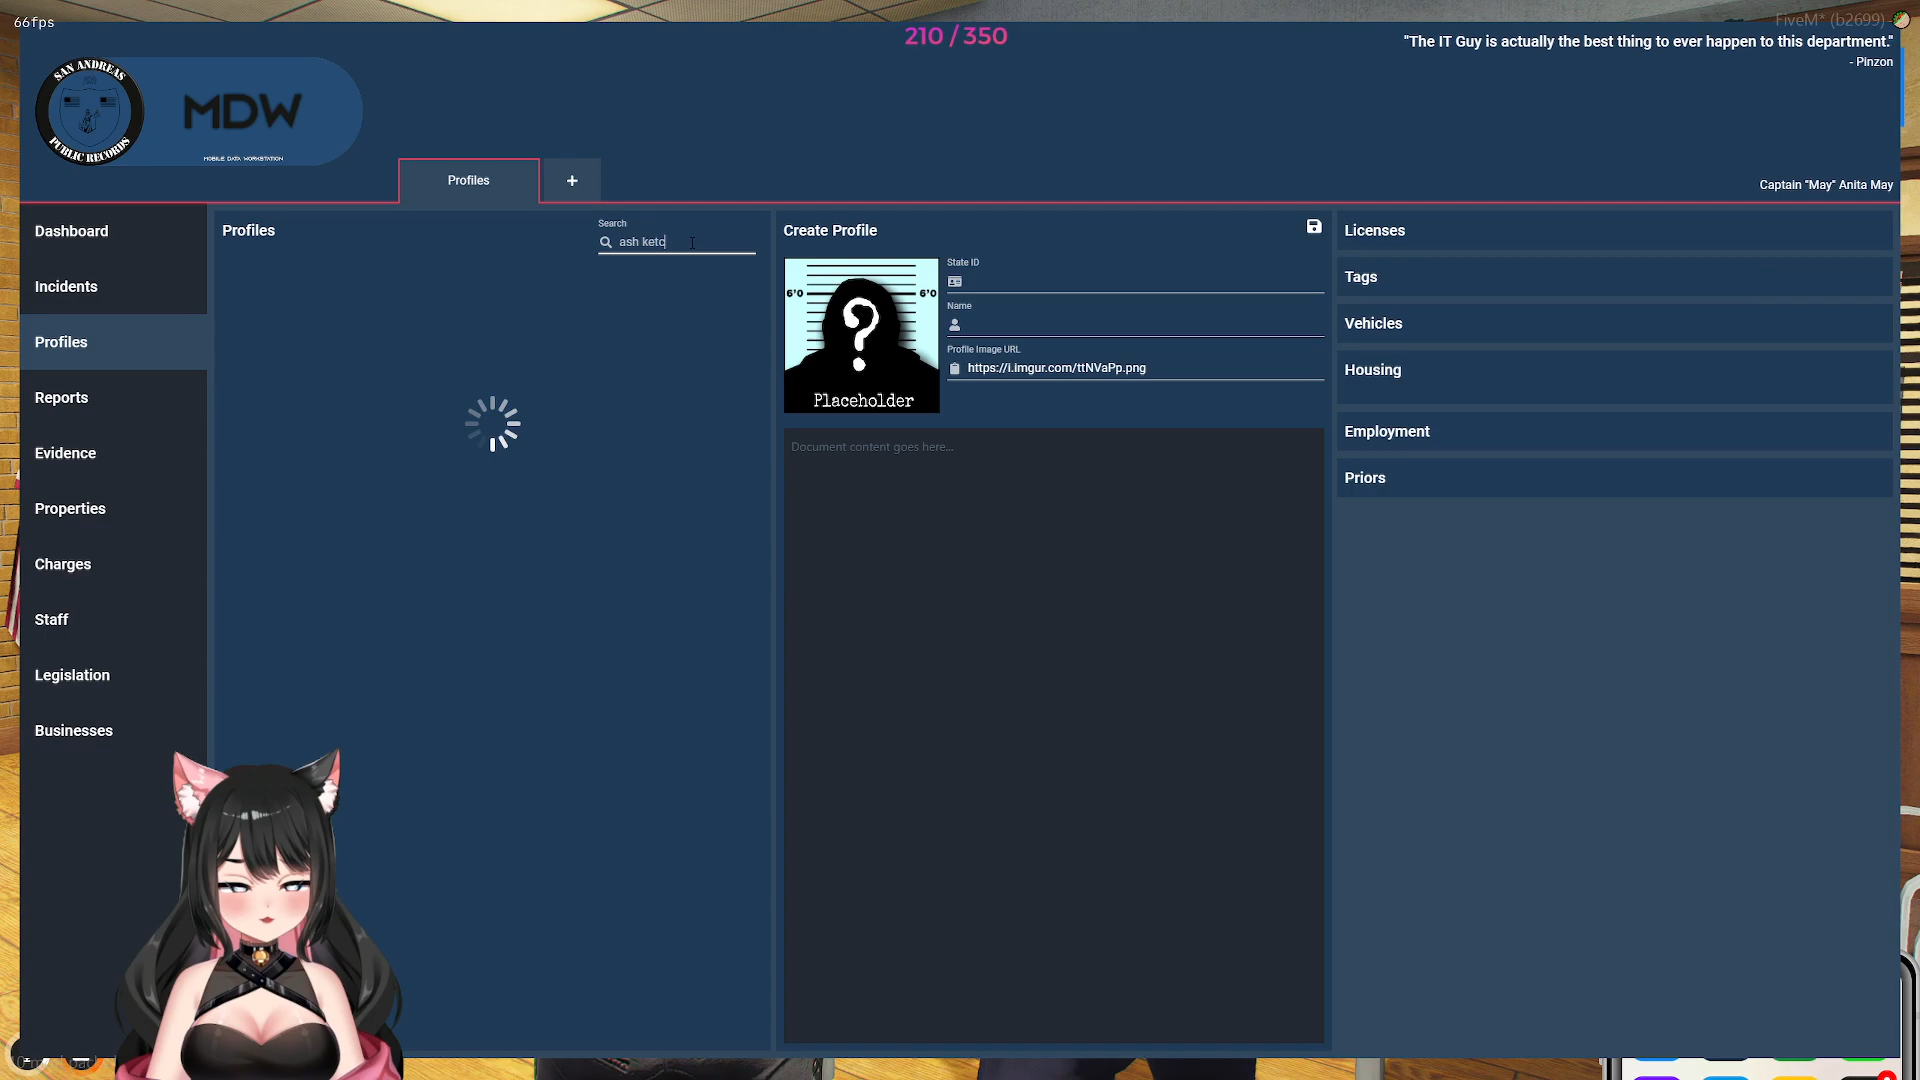 66fps
210 / 350
FiveM* (b2699)
"The IT Guy is actually the best thing to ever happen to this department."
- Pinzon
SAN ANDREAS
PUBLIC RECORDS
MDW
MOBILE DATA WORKSTATION
Profiles
+
Captain "May" Anita May
Dashboard
Incidents
Profiles
Reports
Evidence
Properties
Charges
Staff
Legislation
Businesses
Profiles
Search
ash ketc
Create Profile
6'0
6'0
Placeholder
State ID
Name
Profile Image URL
https://i.imgur.com/ttNVaPp.png
Document content goes here...
Licenses
Tags
Vehicles
Housing
Employment
Priors